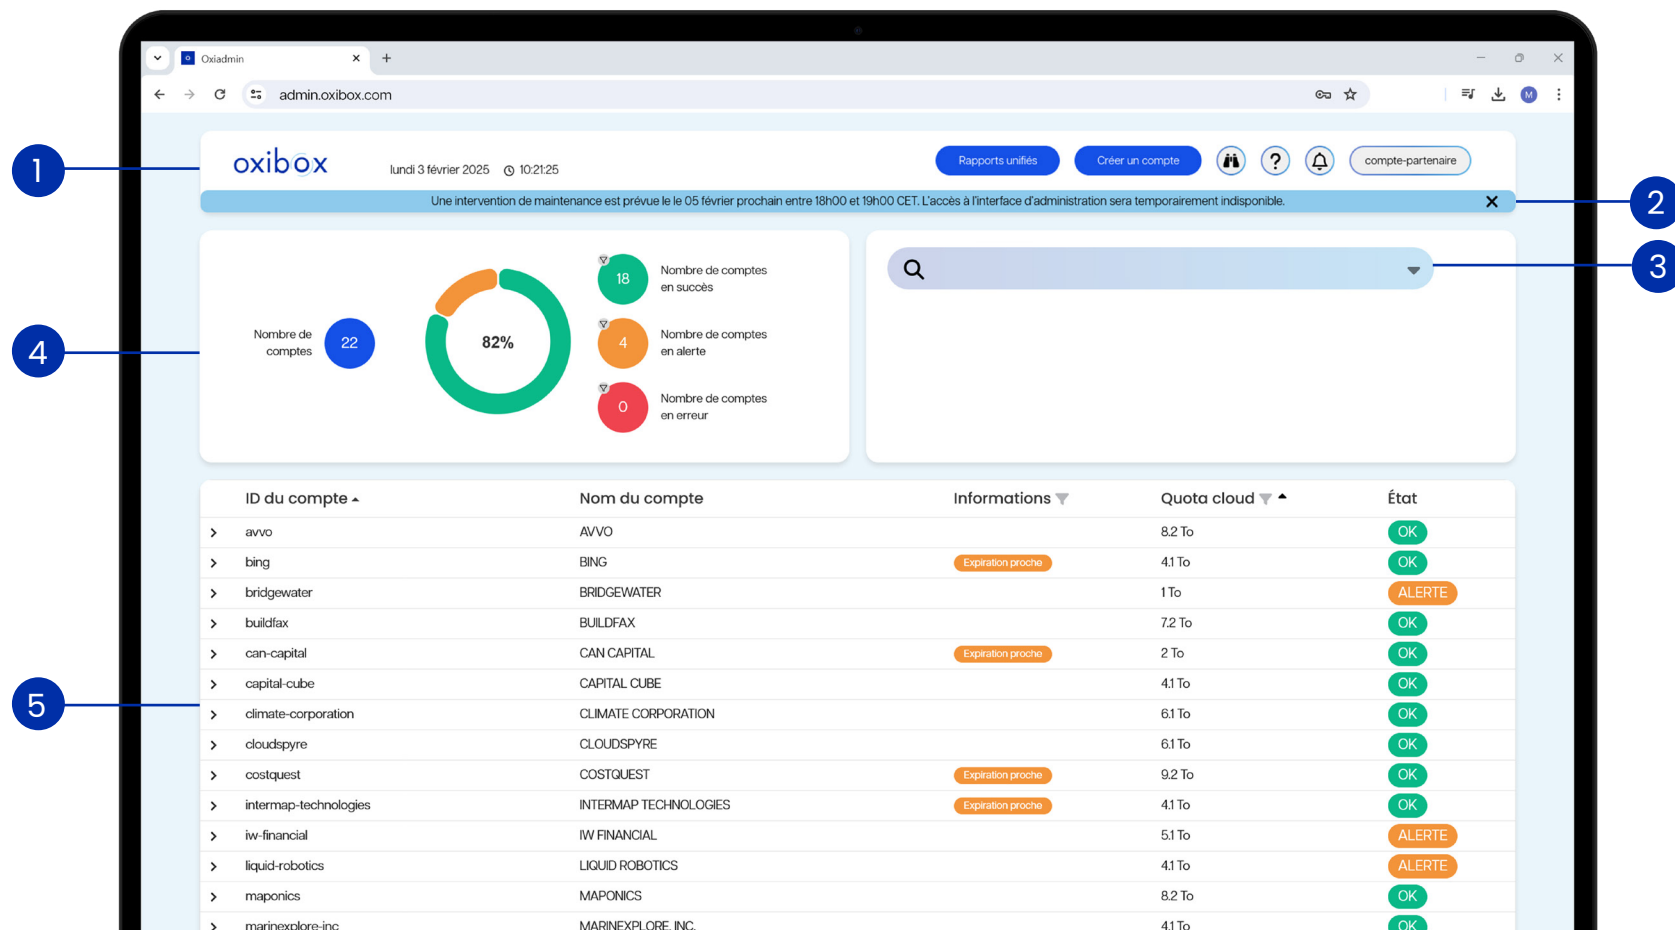 Oxiadmin
admin.oxibox.com
M
1
oxibox
lundi 3 février 2025 10:21:25
Rapports unifiés
Créer un compte
?
compte-partenaire
Une intervention de maintenance est prévue le le 05 février prochain entre 18h00 et 19h00 CET. L'accès à l'interface d'administration sera temporairement indisponible.
2
3
4
Nombre de
comptes
22
82%
18
Nombre de comptes
en succès
4
Nombre de comptes
en alerte
0
Nombre de comptes
en erreur
ID du compte Nom du compte Informations Quota cloud État
avvo AVVO 8.2 To OK
bing BING Expiration proche 4.1 To OK
bridgewater BRIDGEWATER 1 To ALERTE
buildfax BUILDFAX 7.2 To OK
can-capital CAN CAPITAL Expiration proche 2 To OK
capital-cube CAPITAL CUBE 4.1 To OK
5
climate-corporation CLIMATE CORPORATION 6.1 To OK
cloudspyre CLOUDSPYRE 6.1 To OK
costquest COSTQUEST Expiration proche 9.2 To OK
intermap-technologies INTERMAP TECHNOLOGIES Expiration proche 4.1 To OK
iw-financial IW FINANCIAL 5.1 To ALERTE
liquid-robotics LIQUID ROBOTICS 4.1 To ALERTE
maponics MAPONICS 8.2 To OK
marinexplore-inc MARINEXPLORE, INC. 4.1 To OK